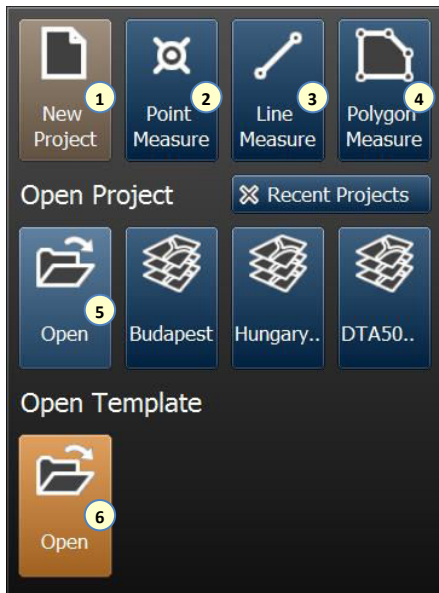 1 2 3 4
New Point Line Polygon
Project Measure Measure Measure
Open Project Recent Projects
5
Open Budapest Hungary.. DTA50..
Open Template
6
Open